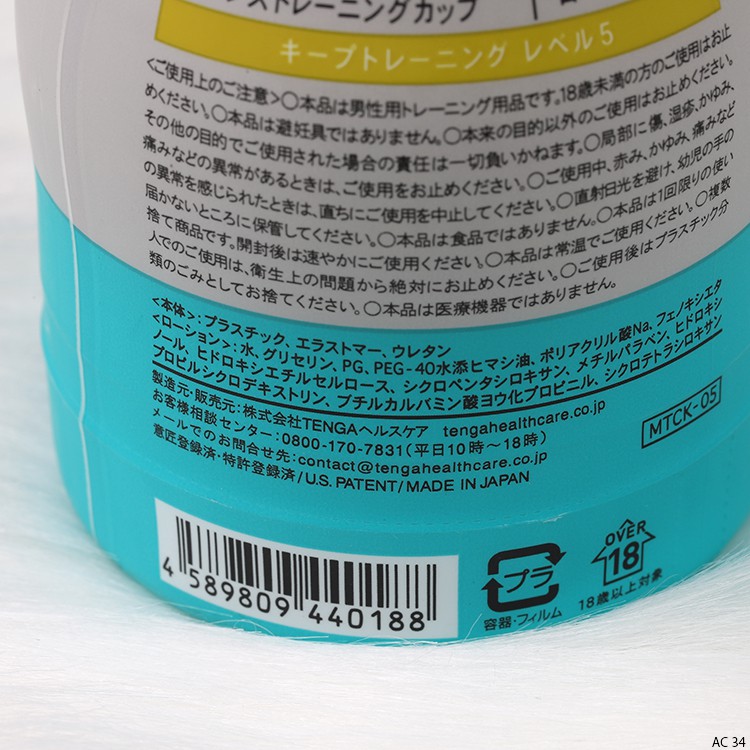 ストレーニングカップ
キープトレーニング レベル5
<ご使用上のご注意>○本品は男性用トレーニング用品です。18歳未満の方のご使用はお止
めください。○本品は避妊具ではありません。○本来の目的以外のご使用はお止めください。
その他の目的でご使用された場合の責任は一切負いかねます。○局部に傷、湿疹、かゆみ、
痛みなどの異常があるときは、ご使用をお止めください。○ご使用中、赤み、かゆみ、痛みなど
の異常を感じられたときは、直ちにご使用を中止してください。○直射日光を避け、幼児の手の
届かないところに保管してください。○本品は食品ではありません。○本品は1回限りの使い
捨て商品です。開封後は速やかにご使用ください。○本品は常温でご使用ください。○複数
人でのご使用は、衛生上の問題から絶対にお止めください。○ご使用後はプラスチック分
類のごみとしてお捨てください。○本品は医療機器ではありません。
<本体>:プラスチック、エラストマー、ウレタン
<ローション>:水、グリセリン、PG、PEG-40水添ヒマシ油、ポリアクリル酸Na、フェノキシエタ
ノール、ヒドロキシエチルセルロース、シクロペンタシロキサン、メチルパラベン、ヒドロキシ
プロピルシクロデキストリン、ブチルカルバミン酸ヨウ化プロピニル、シクロテトラシロキサン
製造元・販売元:株式会社TENGAヘルスケア tengahealthcare.co.jp
お客様相談センター:0800-170-7831(平日10時~18時)
メールでのお問合せ先:contact@tengahealthcare.co.jp
意匠登録済・特許登録済/U.S. PATENT/MADE IN JAPAN
MTCK-05
4 589809 440188
プラ
容器・フィルム
OVER
18
18歳以上対象
AC 34